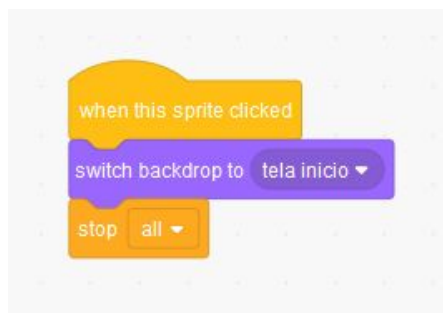 when this sprite clicked
switch backdrop to tela inicio
stop all